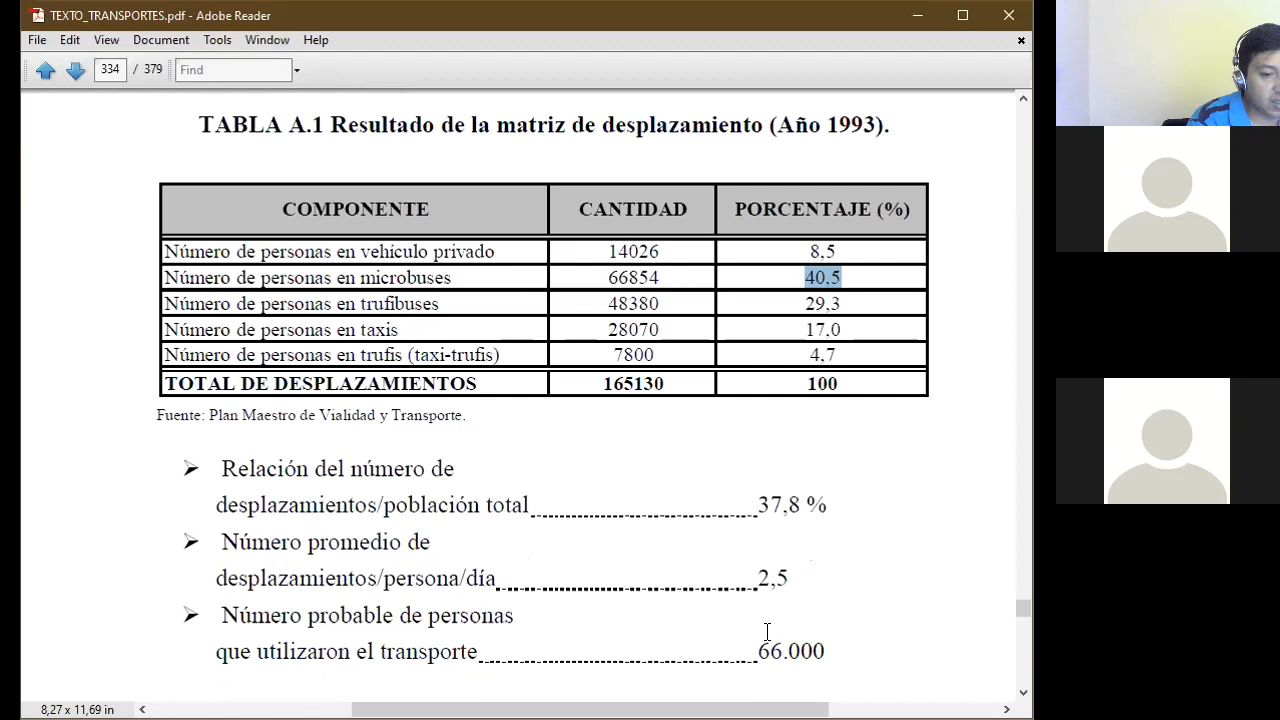 TEXTO_TRANSPORTES.pdf - Adobe Reader
File Edit View Document Tools Window Help
334 / 379 Find
TABLA A.1 Resultado de la matriz de desplazamiento (Año 1993).
COMPONENTE CANTIDAD PORCENTAJE (%)
Número de personas en vehículo privado 14026 8,5
Número de personas en microbuses 66854 40,5
Número de personas en trufibuses 48380 29,3
Número de personas en taxis 28070 17,0
Número de personas en trufis (taxi-trufis) 7800 4,7
TOTAL DE DESPLAZAMIENTOS 165130 100
Fuente: Plan Maestro de Vialidad y Transporte.
Relación del número de
desplazamientos/población total 37,8 %
Número promedio de
desplazamientos/persona/día 2,5
Número probable de personas
que utilizaron el transporte 66.000
8,27 x 11,69 in